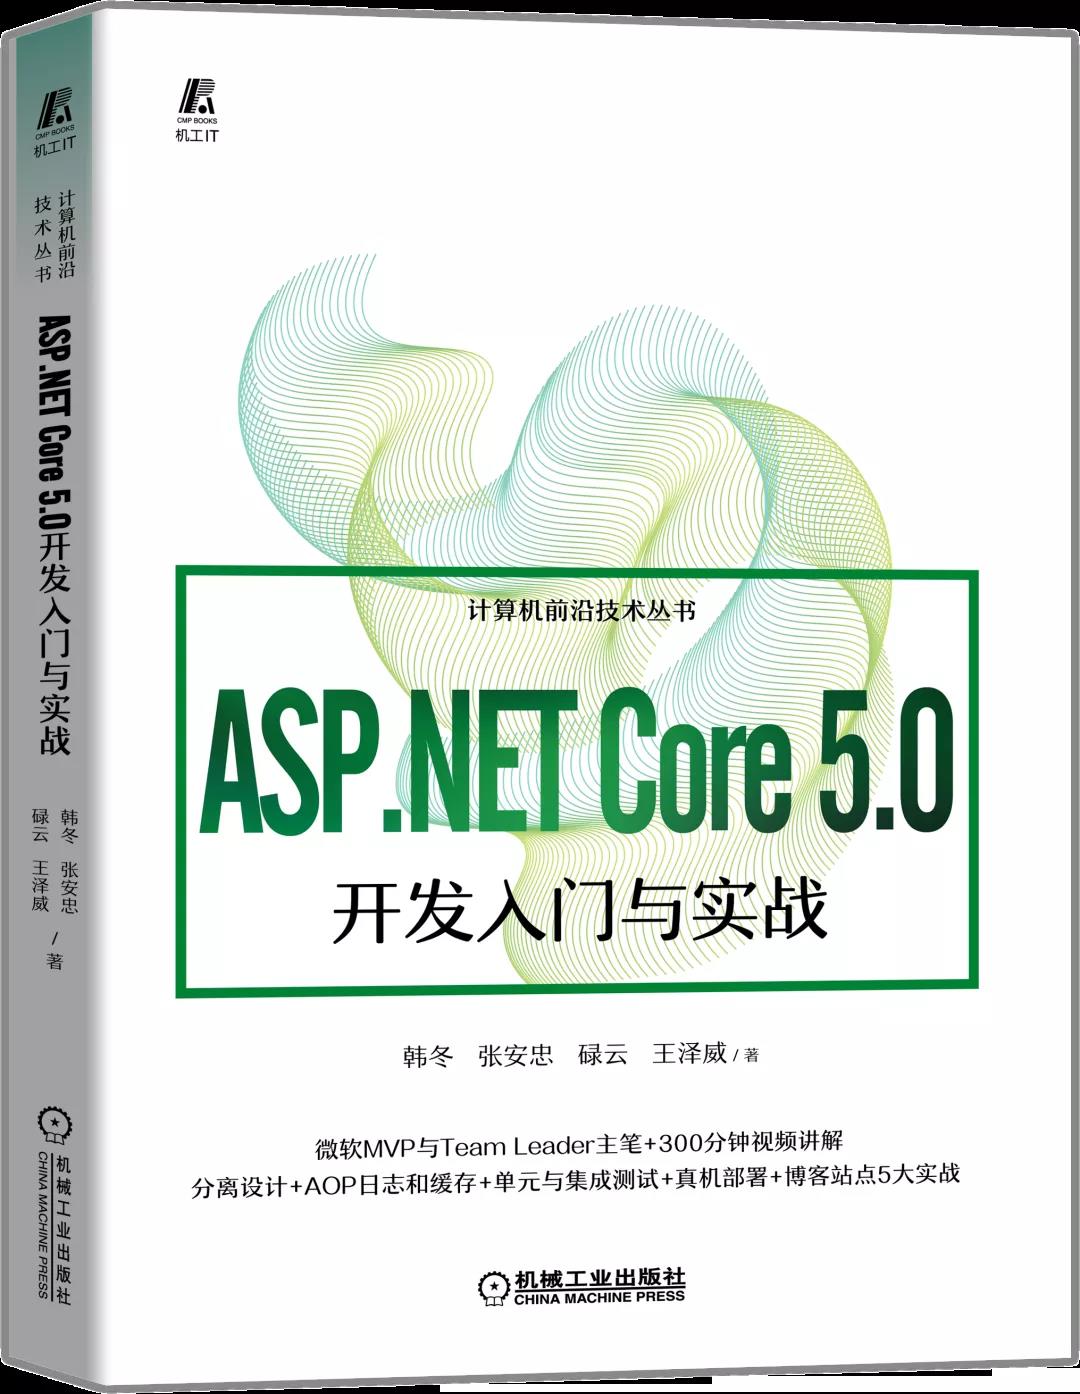 CMP BOOKS
机工IT
计算机前沿
技术丛书
ASP.NET Core 5.0开发入门与实战
韩冬 张安忠
碌云 王泽威
/
著
机械工业出版社
CHINA MACHINE PRESS
CMP BOOKS
机工IT
计算机前沿技术丛书
ASP.NET Core 5.0
开发入门与实战
韩冬 张安忠 碌云 王泽威 / 著
微软MVP与Team Leader主笔+300分钟视频讲解
分离设计+AOP日志和缓存+单元与集成测试+真机部署+博客站点5大实战
机械工业出版社
CHINA MACHINE PRESS